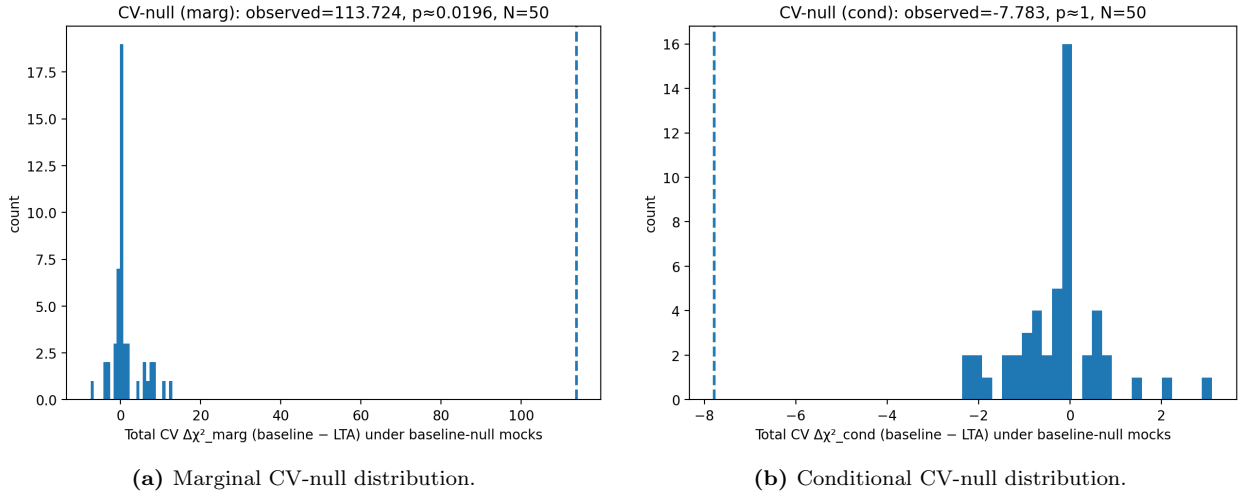 CV-null (marg): observed=113.724, p≈0.0196, N=50
17.5
15.0
12.5
10.0
7.5
5.0
2.5
0.0
count
0 20 40 60 80 100
Total CV Δχ²_marg (baseline − LTA) under baseline-null mocks
(a) Marginal CV-null distribution.
CV-null (cond): observed=-7.783, p≈1, N=50
16
14
12
10
8
6
4
2
0
count
−8 −6 −4 −2 0 2
Total CV Δχ²_cond (baseline − LTA) under baseline-null mocks
(b) Conditional CV-null distribution.